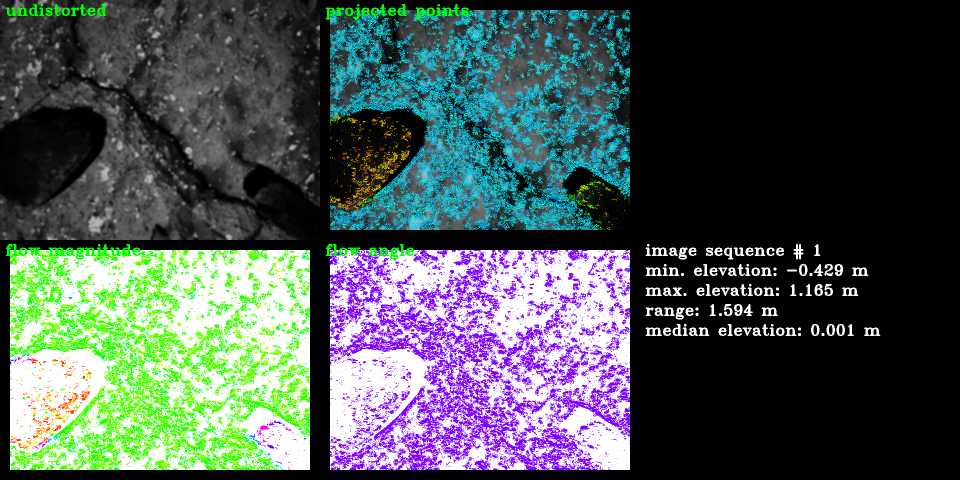 undistorted
projected points
flow magnitude
flow angle
image sequence # 1
min. elevation: -0.429 m
max. elevation: 1.165 m
range: 1.594 m
median elevation: 0.001 m